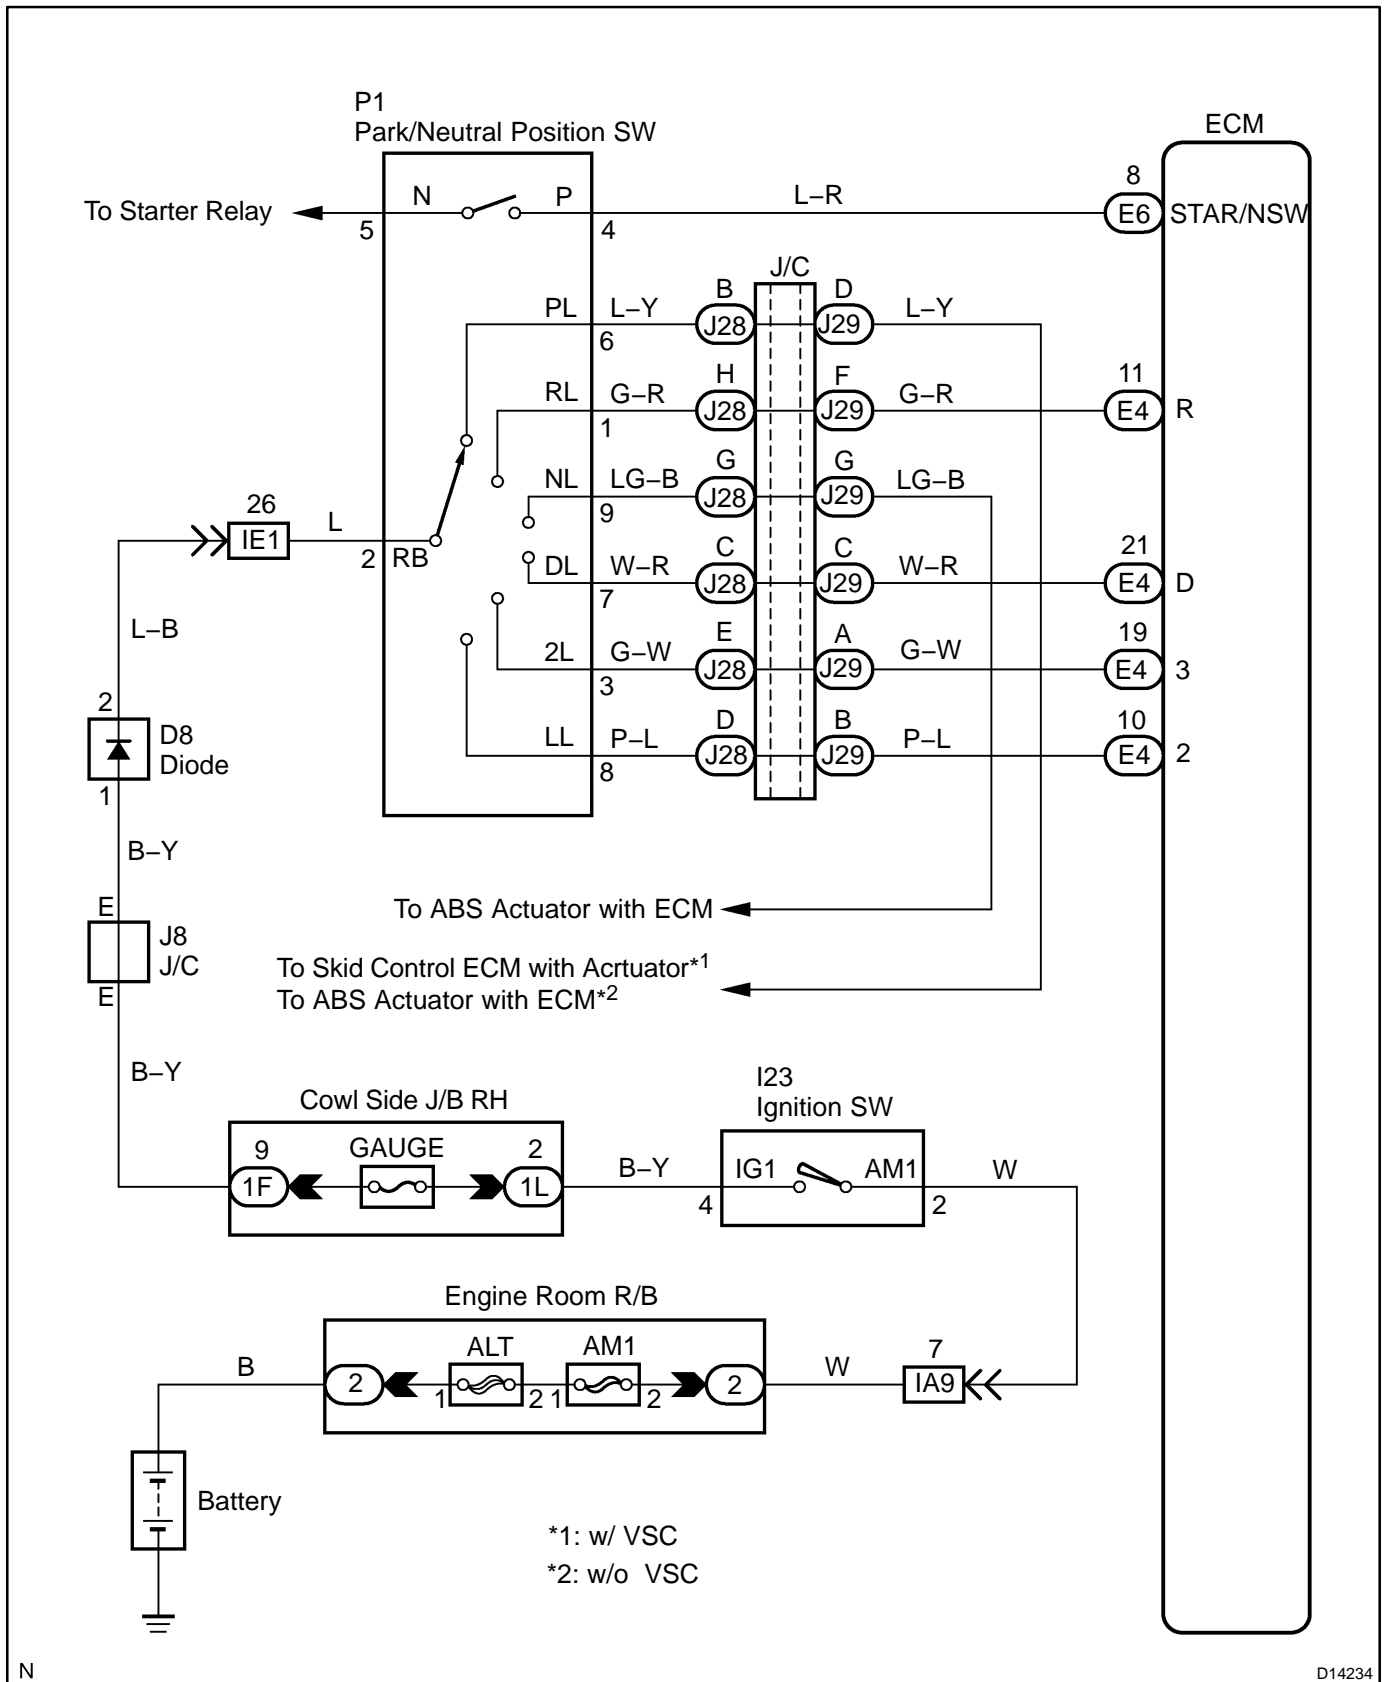 P1
Park/Neutral Position SW
ECM
To Starter Relay
N
P
5
4
L–R
8
E6
STAR/NSW
J/C
PL
L–Y
6
B
J28
D
J29
L–Y
RL
G–R
1
H
J28
F
J29
G–R
11
E4
R
NL
LG–B
9
G
J28
G
J29
LG–B
26
IE1
L
2
RB
DL
W–R
7
C
J28
C
J29
W–R
21
E4
D
L–B
2L
G–W
3
E
J28
A
J29
G–W
19
E4
3
2
D8
Diode
1
LL
P–L
8
D
J28
B
J29
P–L
10
E4
2
B–Y
E
J8
J/C
E
To ABS Actuator with ECM
To Skid Control ECM with Acrtuator*1
To ABS Actuator with ECM*2
B–Y
Cowl Side J/B RH
9
GAUGE
2
1F
1L
B–Y
I23
Ignition SW
IG1
AM1
4
2
W
Engine Room R/B
B
2
ALT
1
2
AM1
1
2
2
W
7
IA9
Battery
*1: w/ VSC
*2: w/o VSC
N
D14234